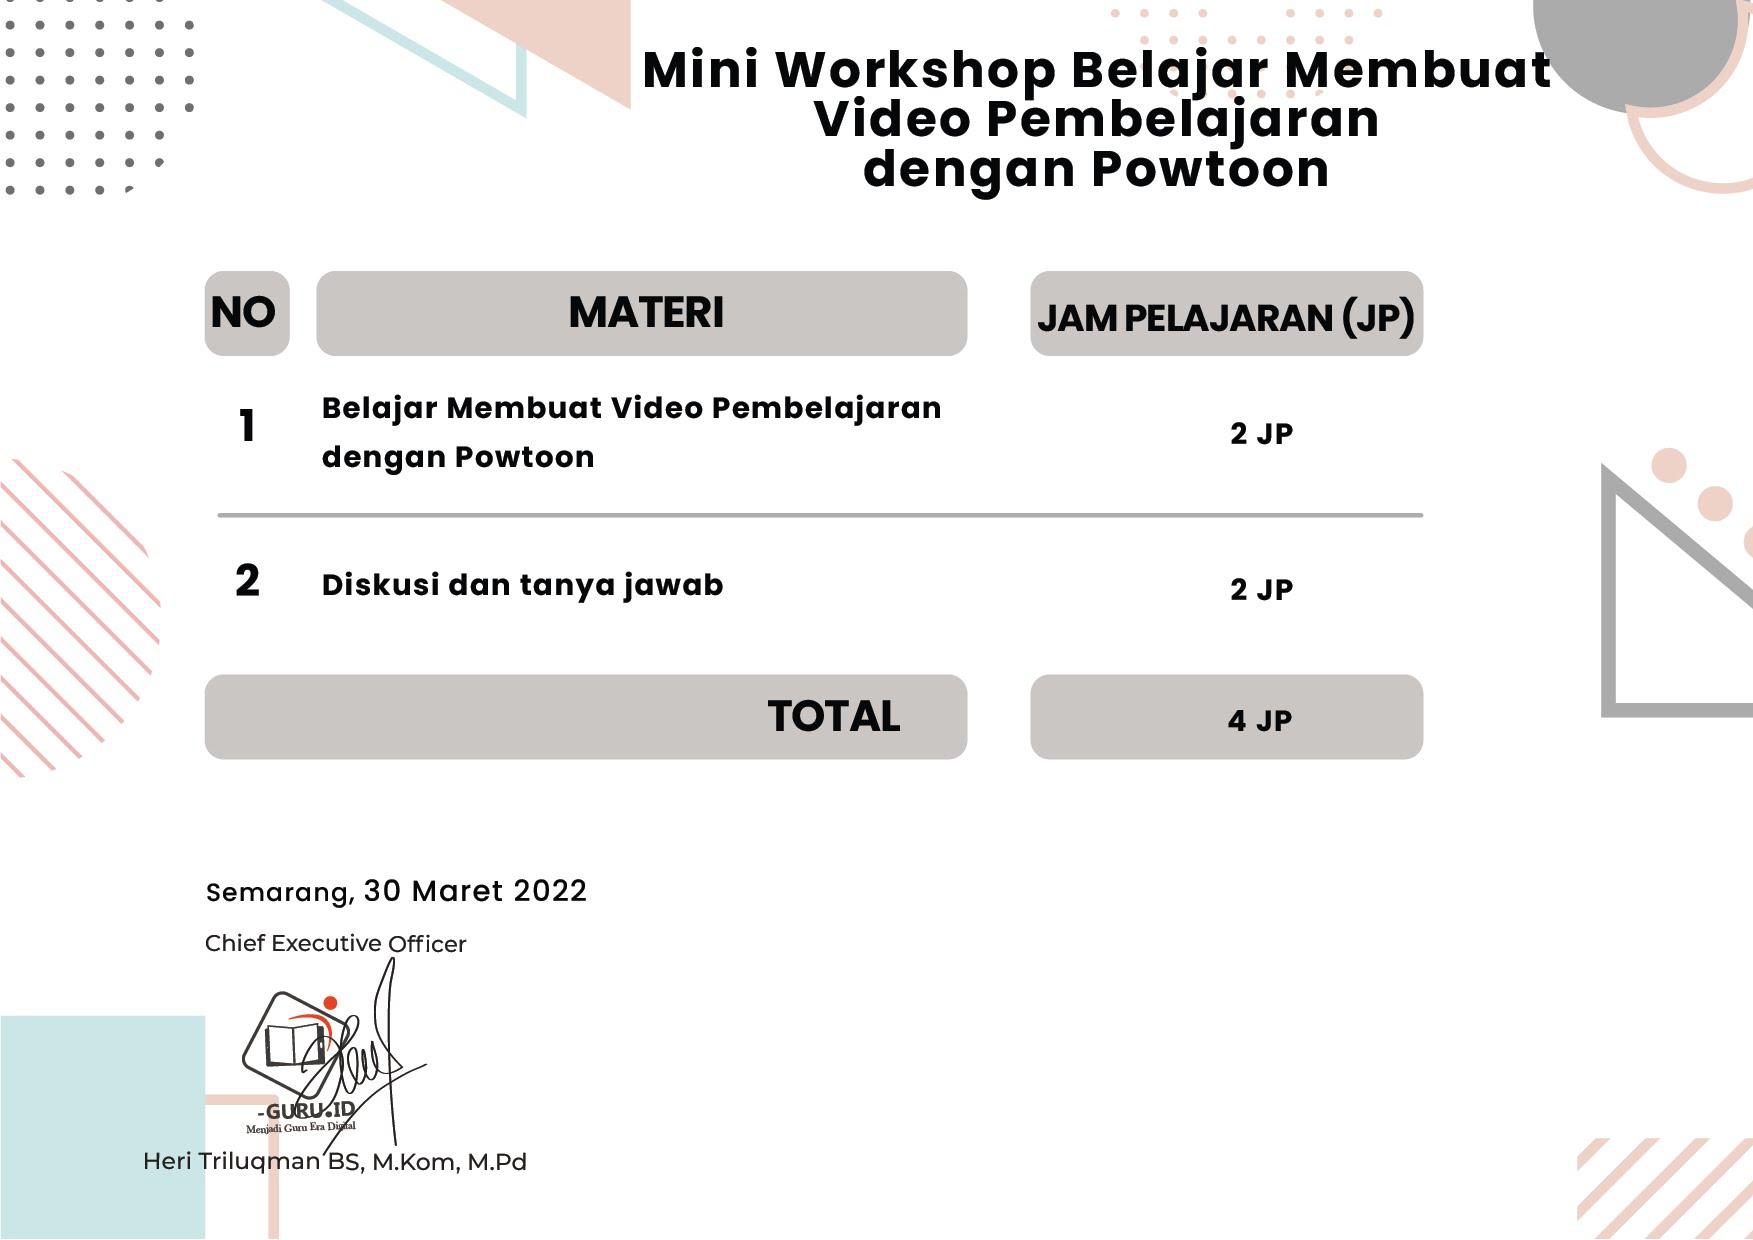 Mini Workshop Belajar Membuat
Video Pembelajaran
dengan Powtoon
NO MATERI JAM PELAJARAN (JP)
1 Belajar Membuat Video Pembelajaran
dengan Powtoon 2 JP
2 Diskusi dan tanya jawab 2 JP
TOTAL 4 JP
Semarang, 30 Maret 2022
Chief Executive Officer
-GURU.ID
Menjadi Guru Era Digital
Heri Triluqman BS, M.Kom, M.Pd